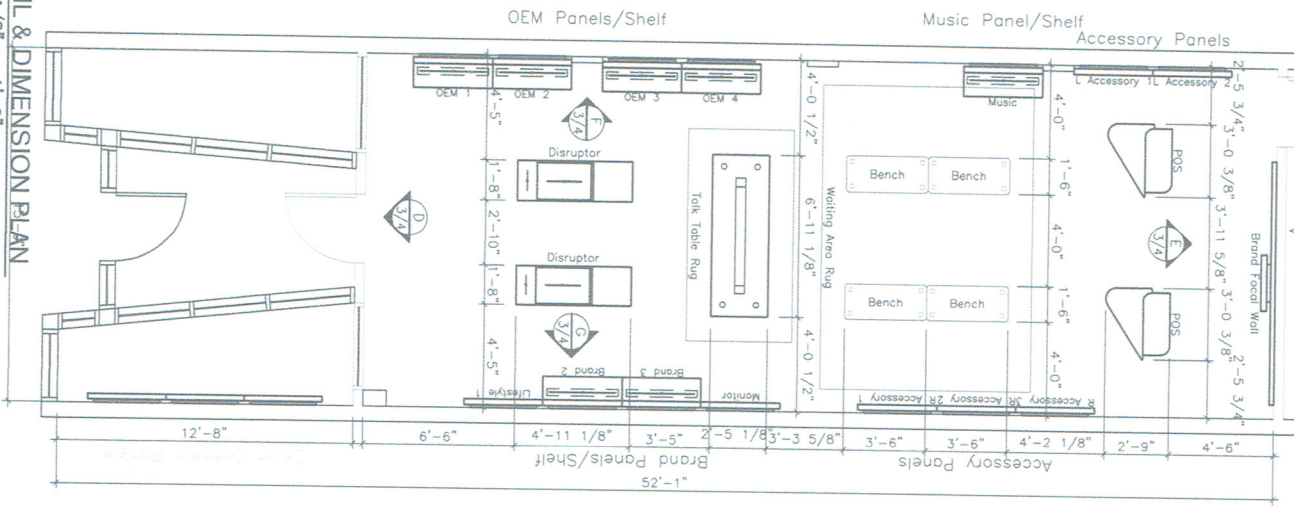 OEM Panels/Shelf
Music Panel/Shelf
Accessory Panels
IL & DIMENSION PLAN
OEM 1
OEM 2
OEM 3
OEM 4
Music
L Accessory 1
L Accessory 2
4'-5"
1'-8"
2'-10"
1'-8"
4'-5"
F
3/4
Disruptor
D
3/4
Disruptor
G
3/4
Talk Table Rug
4'-0 1/2"
6'-11 1/8"
4'-0 1/2"
Waiting Area Rug
Bench
Bench
Bench
Bench
4'-0"
1'-6"
4'-0"
1'-6"
4'-0"
POS
E
3/4
POS
2'-5 3/4"
3'-0 3/8"
3'-11 5/8"
3'-0 3/8"
2'-5 3/4"
Brand Focal Wall
Lifestyle 1
Brand 2
Brand 3
Monitor
R Accessory 1
R Accessory 2
R Accessory 3
12'-8"
6'-6"
4'-11 1/8"
3'-5"
2'-5 1/8"
3'-3 5/8"
3'-6"
3'-6"
4'-2 1/8"
2'-9"
4'-6"
Brand Panels/Shelf
Accessory Panels
52'-1"